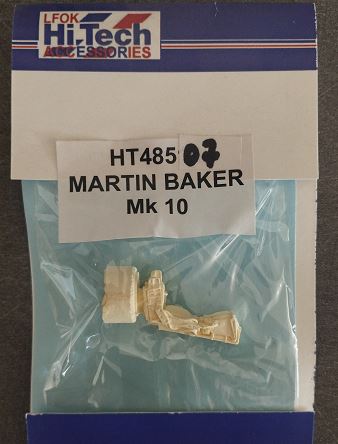 LFOK
Hi.Tech
ACCESSORIES
HT485 07
MARTIN BAKER
Mk 10